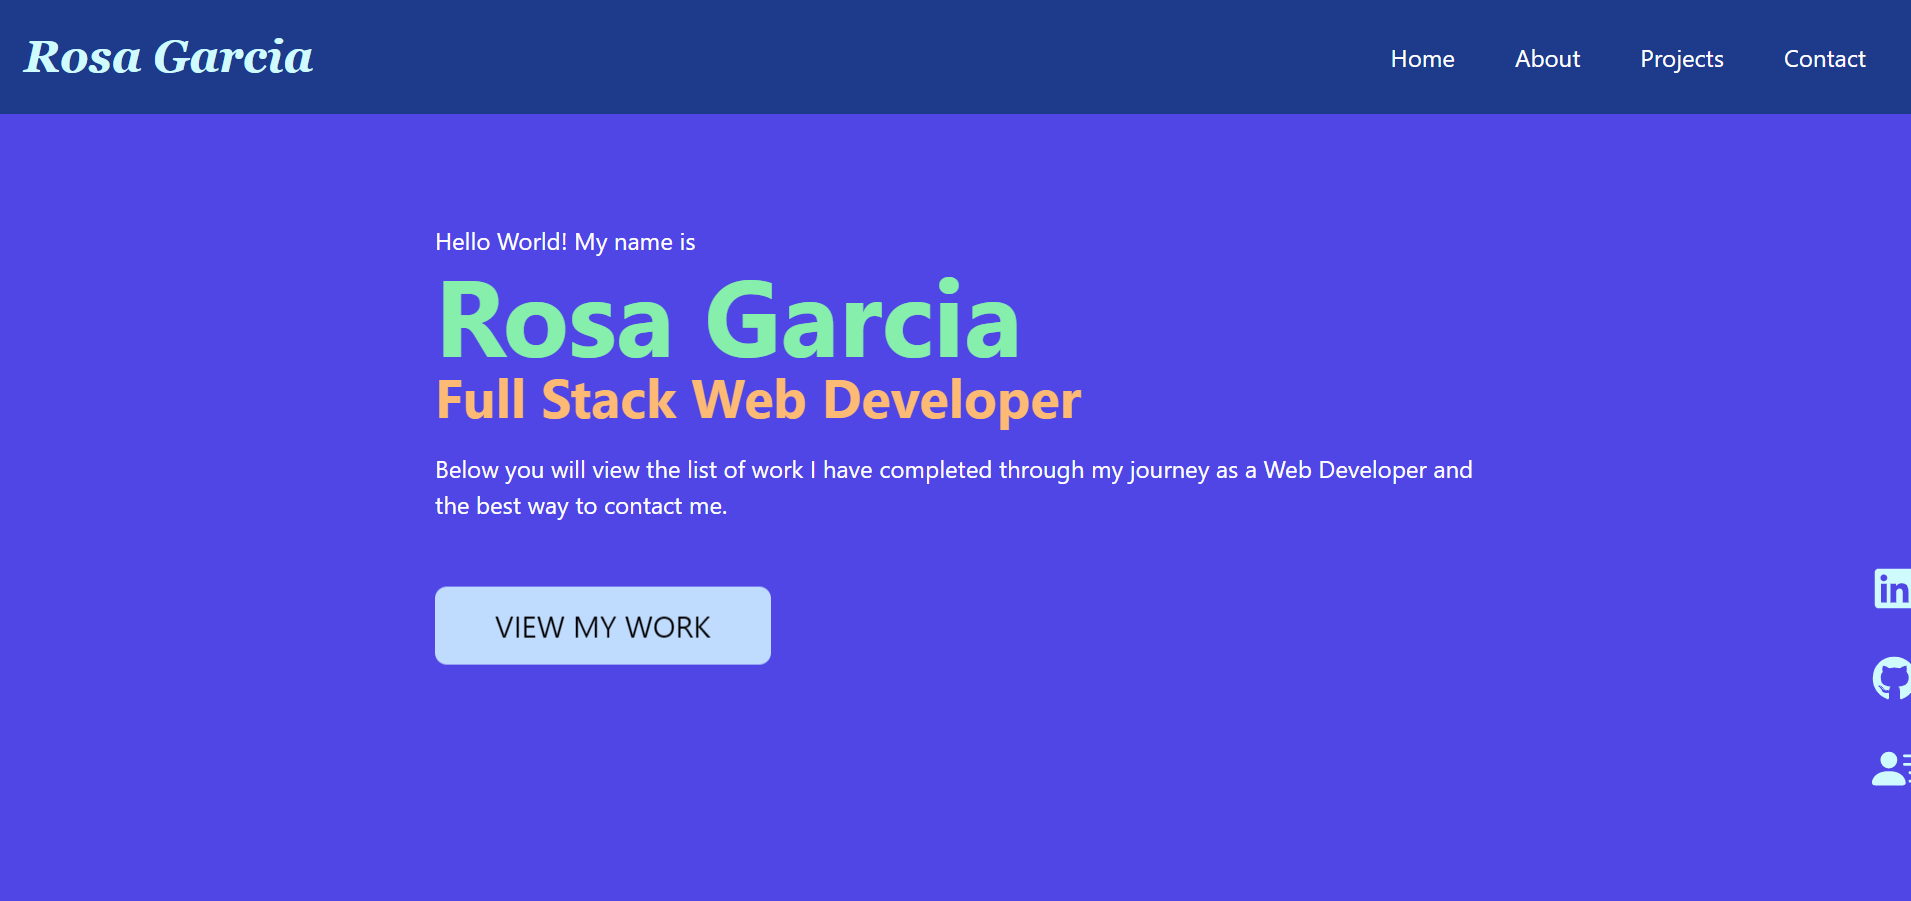 Rosa Garcia
Home About Projects Contact
Hello World! My name is
Rosa Garcia
Full Stack Web Developer
Below you will view the list of work I have completed through my journey as a Web Developer and
the best way to contact me.
VIEW MY WORK
in